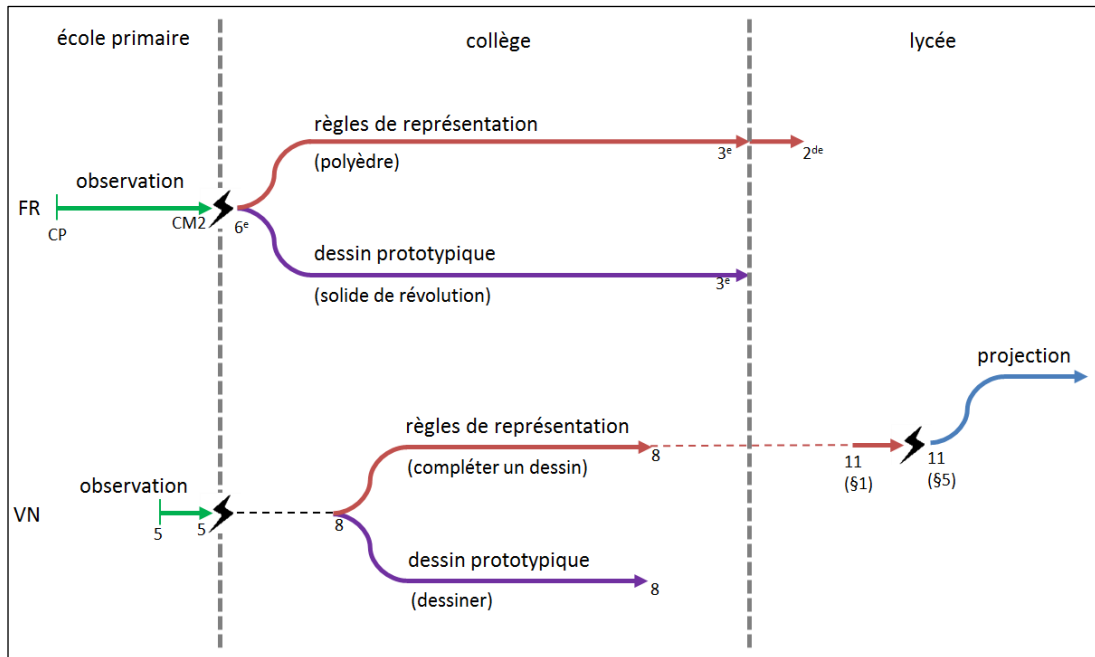 école primaire
collège
lycée
règles de représentation
(polyèdre)
3ᵉ
2ᵈᵉ
observation
FR
CP
CM2
6ᵉ
dessin prototypique
(solide de révolution)
3ᵉ
projection
règles de représentation
(compléter un dessin)
8
11
(§1)
11
(§5)
observation
VN
5
5
8
dessin prototypique
(dessiner)
8